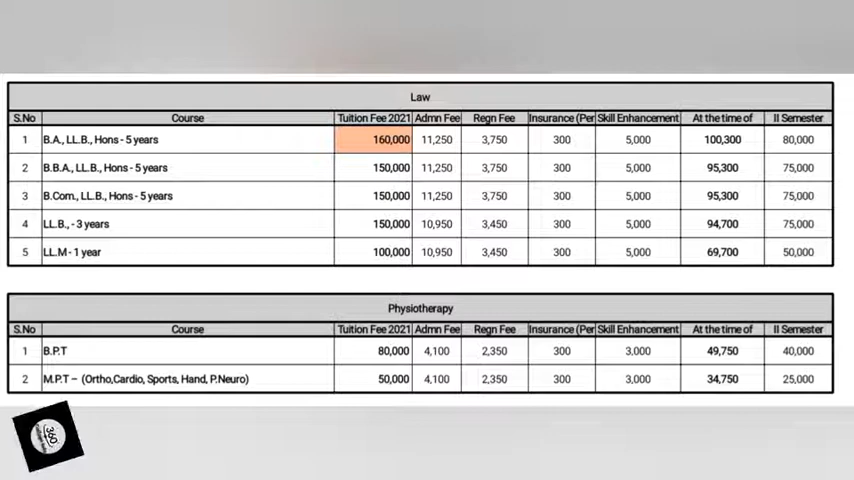 Law
S.No Course Tuition Fee 2021 Admn Fee Regn Fee Insurance (Per Skill Enhancement At the time of II Semester
1 B.A., LL.B., Hons - 5 years 160,000 11,250 3,750 300 5,000 100,300 80,000
2 B.B.A., LL.B., Hons - 5 years 150,000 11,250 3,750 300 5,000 95,300 75,000
3 B.Com., LL.B., Hons - 5 years 150,000 11,250 3,750 300 5,000 95,300 75,000
4 LL.B., - 3 years 150,000 10,950 3,450 300 5,000 94,700 75,000
5 LL.M - 1 year 100,000 10,950 3,450 300 5,000 69,700 50,000
Physiotherapy
S.No Course Tuition Fee 2021 Admn Fee Regn Fee Insurance (Per Skill Enhancement At the time of II Semester
1 B.P.T 80,000 4,100 2,350 300 3,000 49,750 40,000
2 M.P.T – (Ortho,Cardio, Sports, Hand, P.Neuro) 50,000 4,100 2,350 300 3,000 34,750 25,000
360